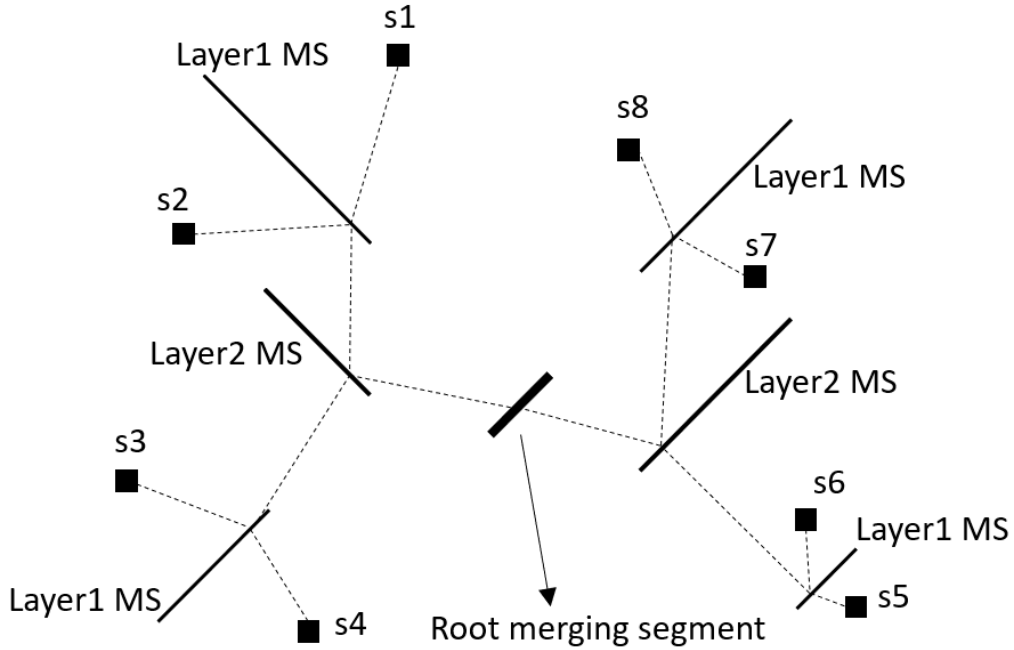 s1
Layer1 MS
s8
Layer1 MS
s2
s7
Layer2 MS
Layer2 MS
s3
s6
Layer1 MS
Layer1 MS
s5
s4
Root merging segment